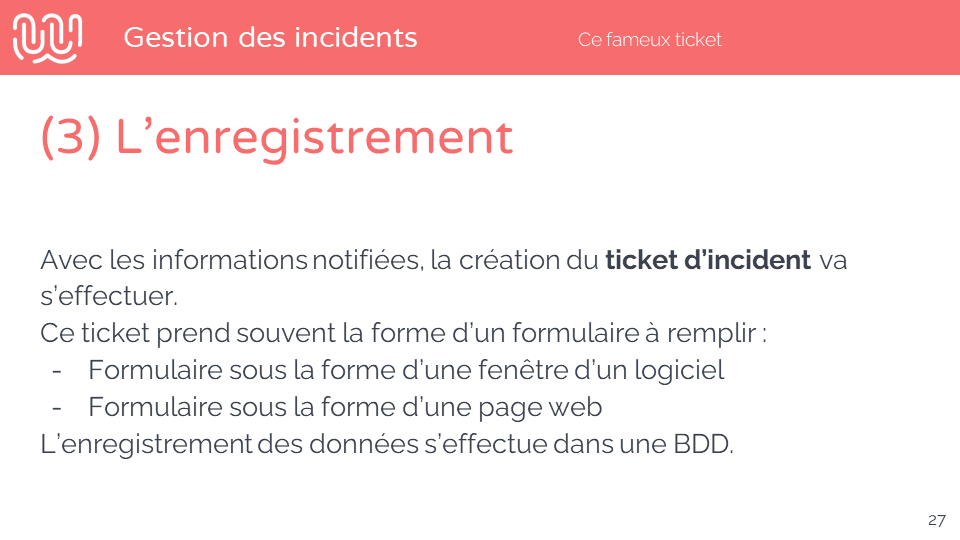 Gestion des incidents
Ce fameux ticket
(3) L’enregistrement
Avec les informations notifiées, la création du ticket d’incident va
s’effectuer.
Ce ticket prend souvent la forme d’un formulaire à remplir :
- Formulaire sous la forme d’une fenêtre d’un logiciel
- Formulaire sous la forme d’une page web
L’enregistrement des données s’effectue dans une BDD.
27